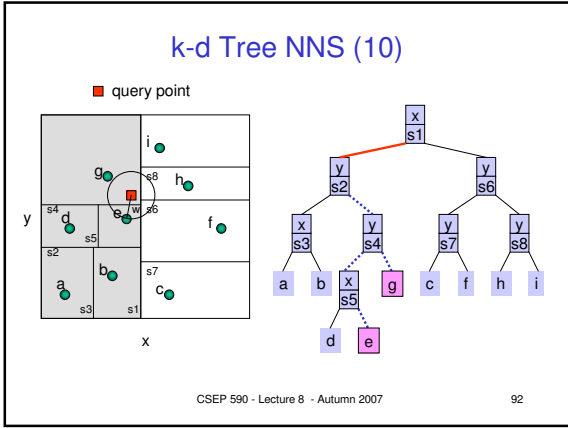 k-d Tree NNS (10)
query point
i
g
s8
h
s4
d
e
w
s6
f
y
s5
s2
b
s7
a
c
s3
s1
x
x
s1
y
s2
y
s6
x
s3
y
s4
y
s7
y
s8
a
b
x
s5
g
c
f
h
i
d
e
CSEP 590 - Lecture 8 - Autumn 2007
92